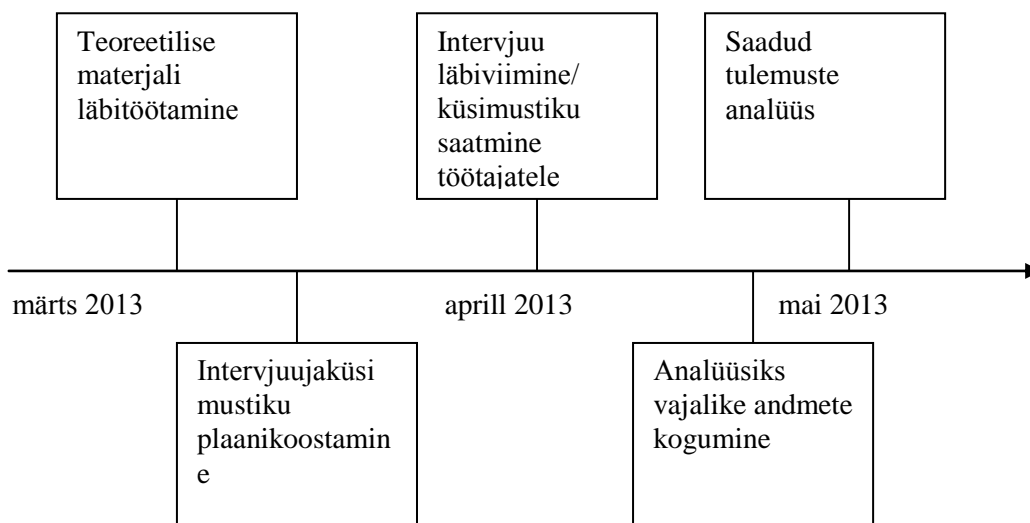 Teoreetilise
materjali
läbitöötamine
Intervjuu
läbiviimine/
küsimustiku
saatmine
töötajatele
Saadud
tulemuste
analüüs
märts 2013
aprill 2013
mai 2013
Intervjuujaküsi
mustiku
plaanikoostamin
e
Analüüsiks
vajalike andmete
kogumine